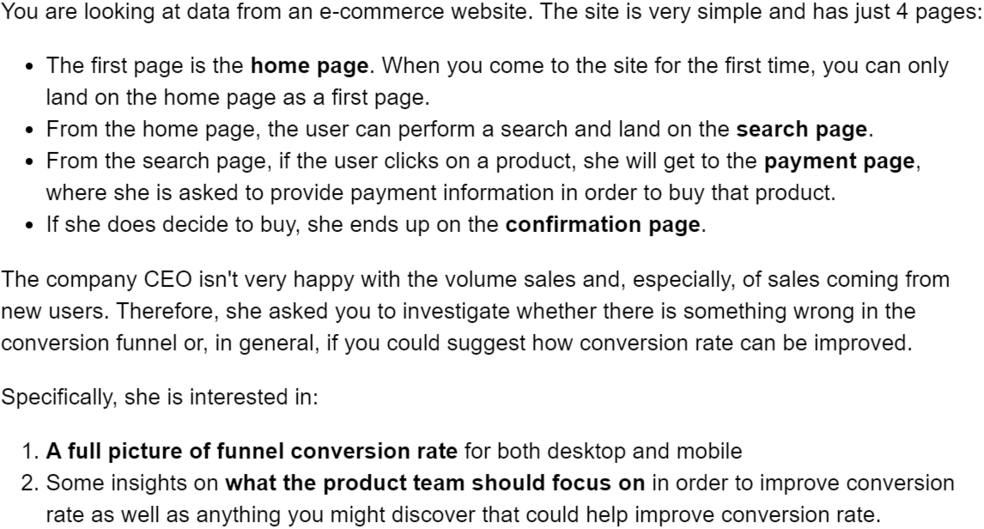 You are looking at data from an e-commerce website. The site is very simple and has just 4 pages:
• The first page is the home page. When you come to the site for the first time, you can only
land on the home page as a first page.
• From the home page, the user can perform a search and land on the search page.
• From the search page, if the user clicks on a product, she will get to the payment page,
where she is asked to provide payment information in order to buy that product.
• If she does decide to buy, she ends up on the confirmation page.
The company CEO isn't very happy with the volume sales and, especially, of sales coming from
new users. Therefore, she asked you to investigate whether there is something wrong in the
conversion funnel or, in general, if you could suggest how conversion rate can be improved.
Specifically, she is interested in:
1. A full picture of funnel conversion rate for both desktop and mobile
2. Some insights on what the product team should focus on in order to improve conversion
rate as well as anything you might discover that could help improve conversion rate.